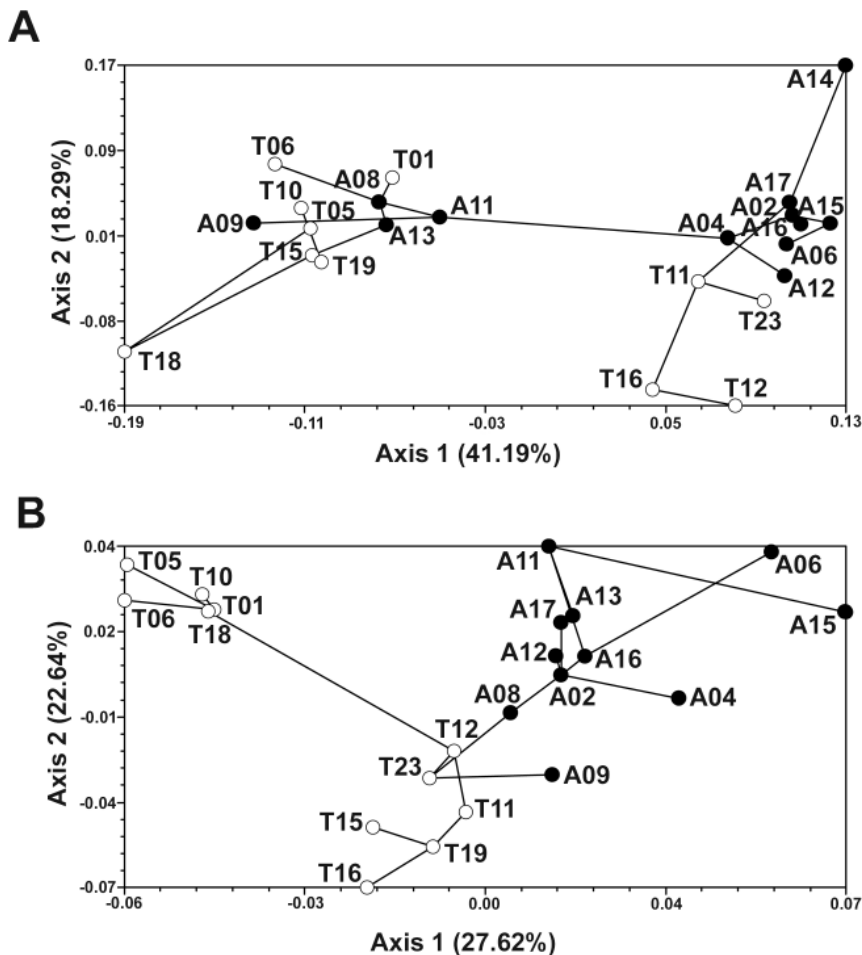 A
0.17
A14
0.09
T06
T01
A08
A17
T10
A02
A15
T05
A11
A09
A04
A16
0.01
A13
A06
T15
T19
T11
A12
T23
-0.08
T18
T16
T12
-0.16
-0.19
-0.11
-0.03
0.05
0.13
Axis 2 (18.29%)
Axis 1 (41.19%)
B
0.04
T05
A11
A06
T10
T01
A13
T06
A17
A15
T18
0.02
A12
A16
A08
A02
A04
-0.01
T12
T23
A09
-0.04
T11
T15
T19
T16
-0.07
-0.06
-0.03
0.00
0.04
0.07
Axis 2 (22.64%)
Axis 1 (27.62%)